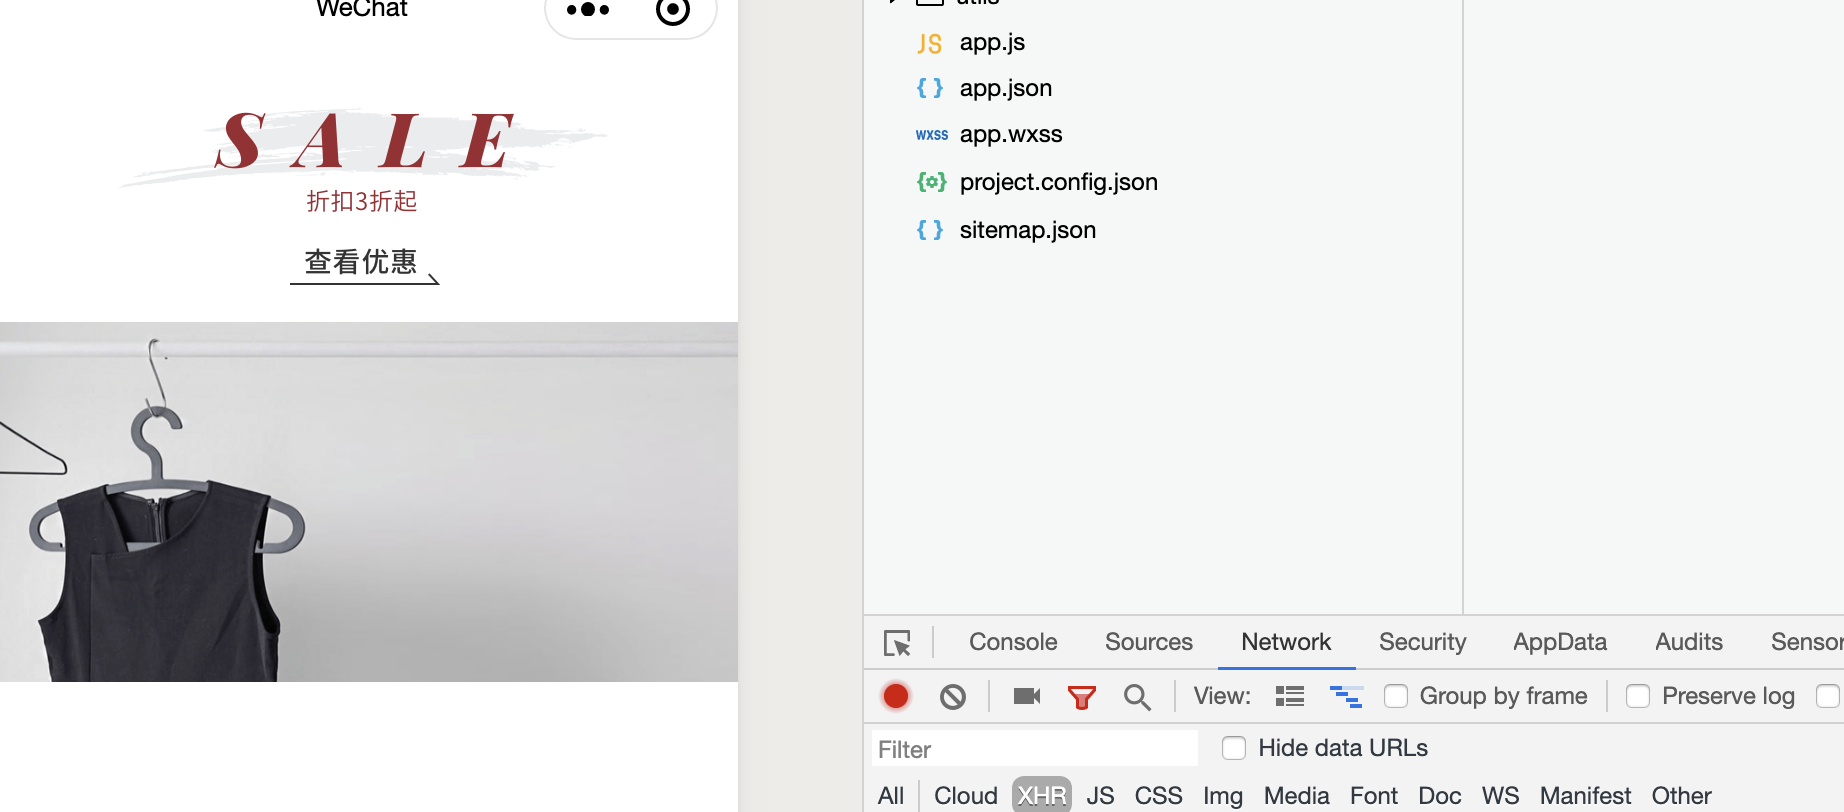 WeChat
SALE
折扣3折起
查看优惠
utils
JS app.js
{ } app.json
WXSS app.wxss
project.config.json
{ } sitemap.json
Console Sources Network Security AppData Audits Sensor
View: Group by frame Preserve log
Filter Hide data URLs
All Cloud XHR JS CSS Img Media Font Doc WS Manifest Other